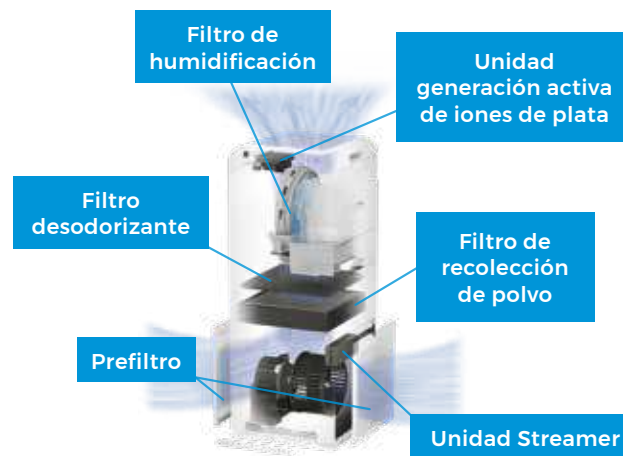 Filtro de
humidificación
Unidad
generación activa
de iones de plata
Filtro
desodorizante
Filtro de
recolección
de polvo
Prefiltro
Unidad Streamer